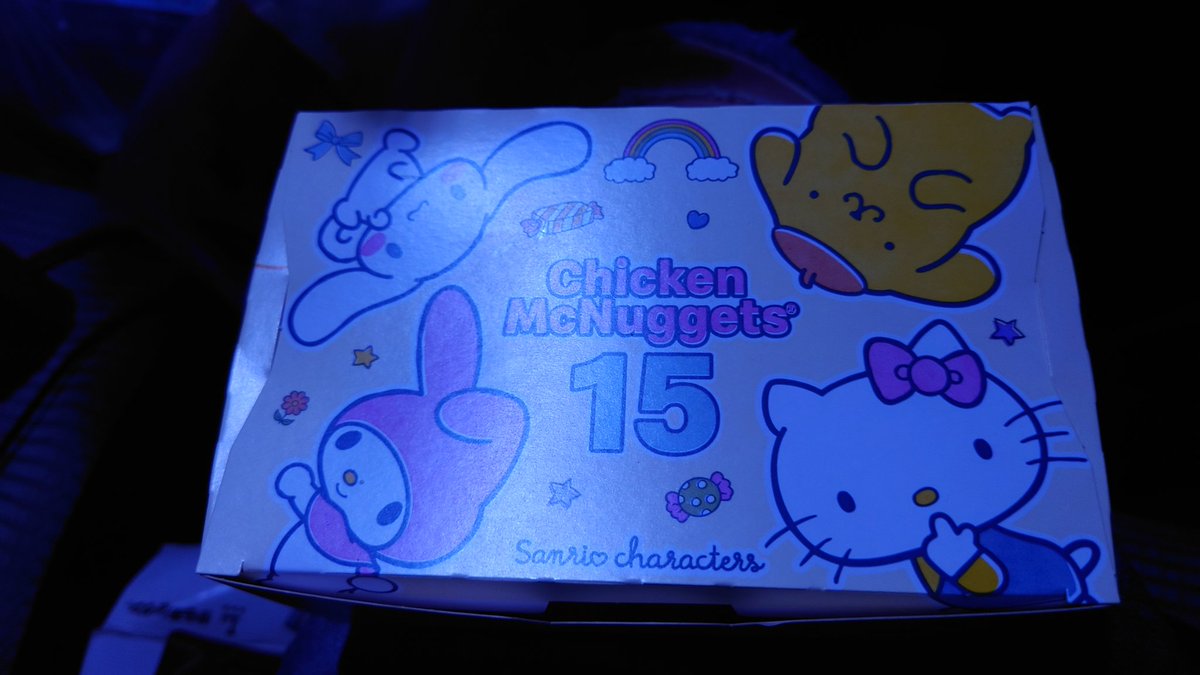 Chicken
McNuggets®
15
Sanrio characters